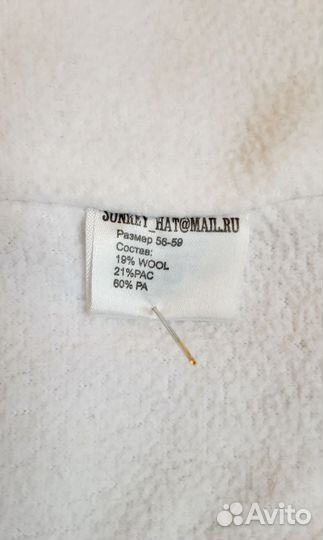 SUNREY_HAT@MAIL.RU
Размер 56-59
Состав:
19% WOOL
21%PAC
60% PA
Avito